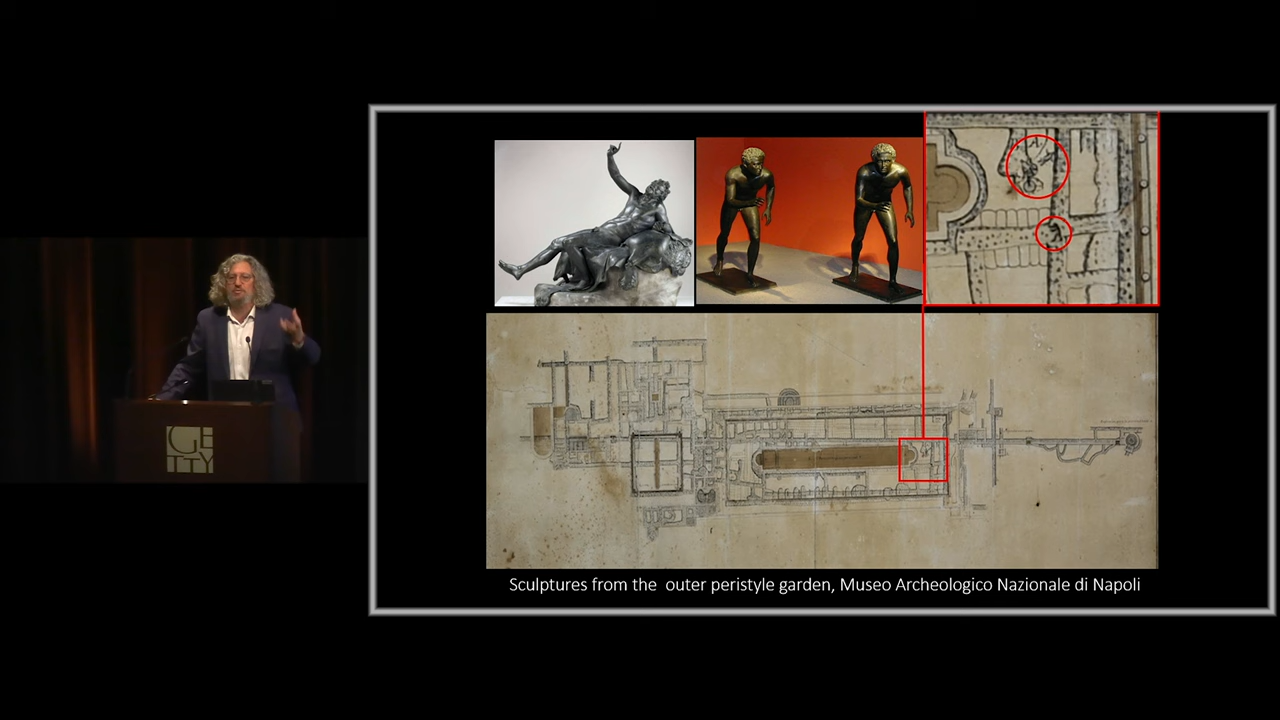 GE
TTY
Sculptures from the  outer peristyle garden, Museo Archeologico Nazionale di Napoli